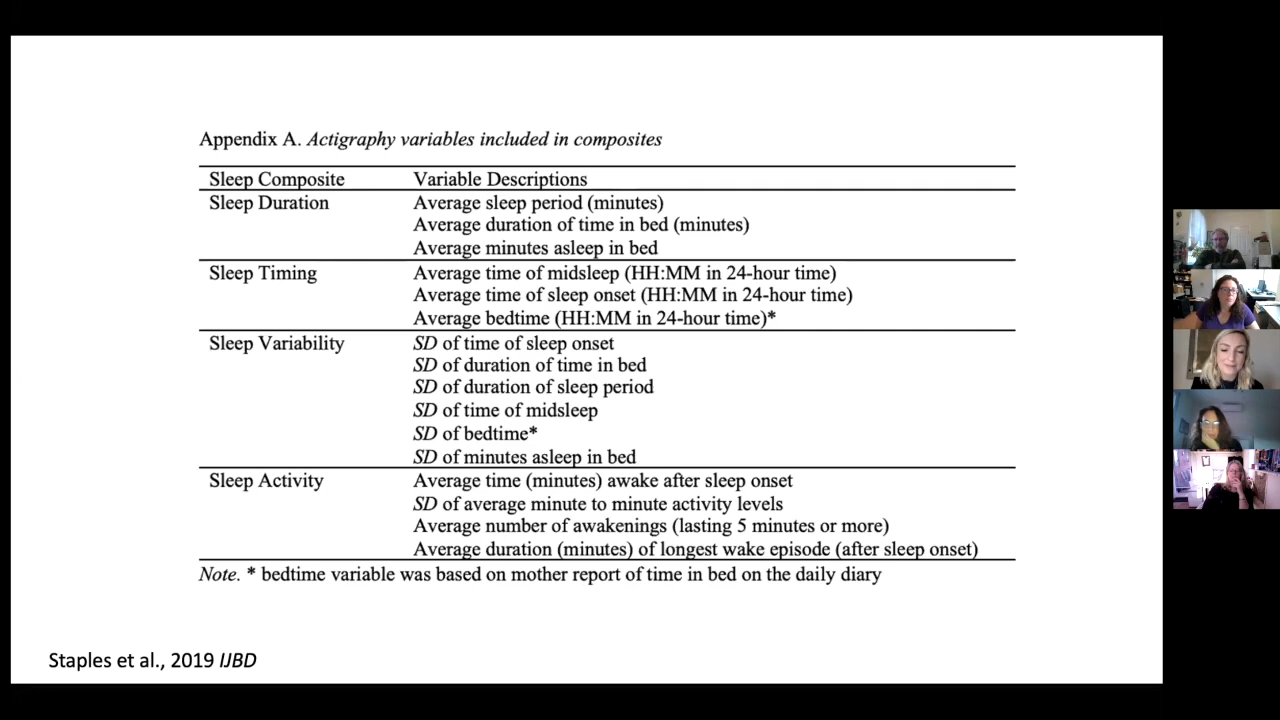 Appendix A. Actigraphy variables included in composites
Sleep Composite Variable Descriptions
Sleep Duration Average sleep period (minutes)
Average duration of time in bed (minutes)
Average minutes asleep in bed
Sleep Timing Average time of midsleep (HH:MM in 24-hour time)
Average time of sleep onset (HH:MM in 24-hour time)
Average bedtime (HH:MM in 24-hour time)*
Sleep Variability SD of time of sleep onset
SD of duration of time in bed
SD of duration of sleep period
SD of time of midsleep
SD of bedtime*
SD of minutes asleep in bed
Sleep Activity Average time (minutes) awake after sleep onset
SD of average minute to minute activity levels
Average number of awakenings (lasting 5 minutes or more)
Average duration (minutes) of longest wake episode (after sleep onset)
Note. * bedtime variable was based on mother report of time in bed on the daily diary
Staples et al., 2019 IJBD